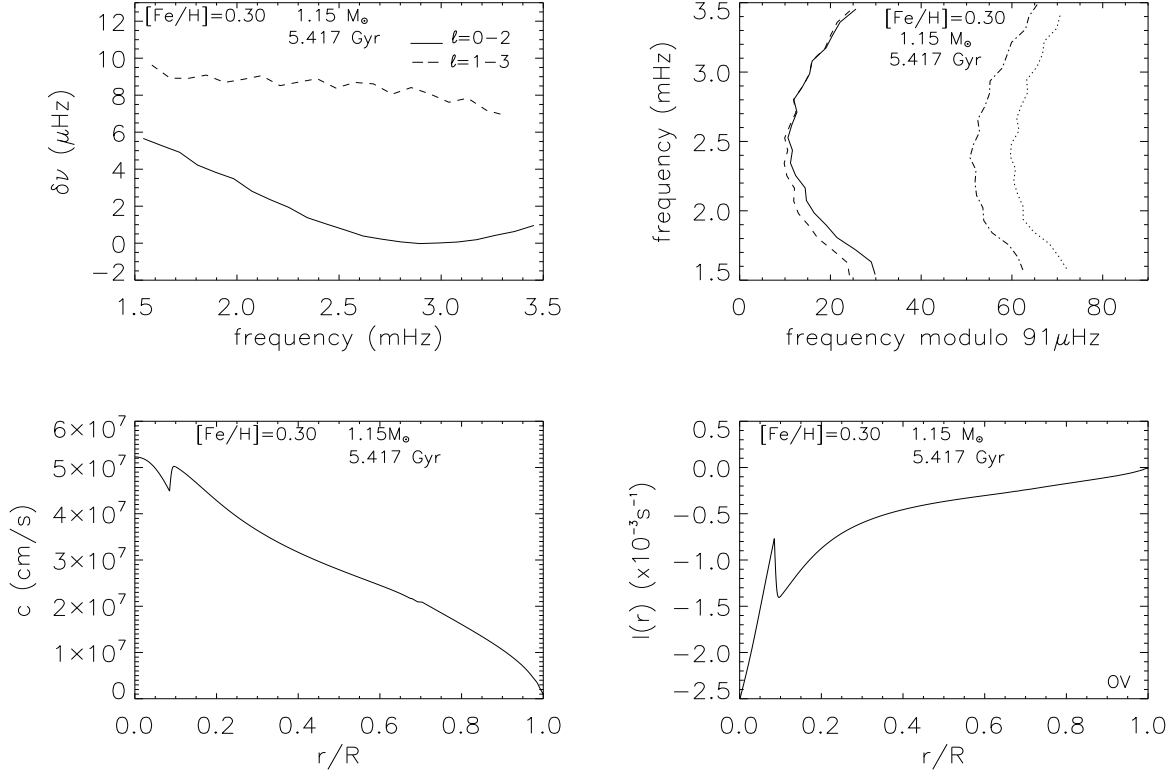 [Fe/H]=0.30 1.15 M⊙
5.417 Gyr
ℓ=0−2
ℓ=1−3
12
10
8
6
4
2
0
−2
δν (μHz)
1.5 2.0 2.5 3.0 3.5
frequency (mHz)
[Fe/H]=0.30
1.15 M⊙
5.417 Gyr
3.5
3.0
2.5
2.0
1.5
frequency (mHz)
0 20 40 60 80
frequency modulo 91μHz
[Fe/H]=0.30 1.15M⊙
5.417 Gyr
6×10⁷
5×10⁷
4×10⁷
3×10⁷
2×10⁷
1×10⁷
0
c (cm/s)
0.0 0.2 0.4 0.6 0.8 1.0
r/R
[Fe/H]=0.30 1.15 M⊙
5.417 Gyr
0.5
0.0
−0.5
−1.0
−1.5
−2.0
−2.5
I(r) (x10⁻³s⁻¹)
OV
0.0 0.2 0.4 0.6 0.8 1.0
r/R